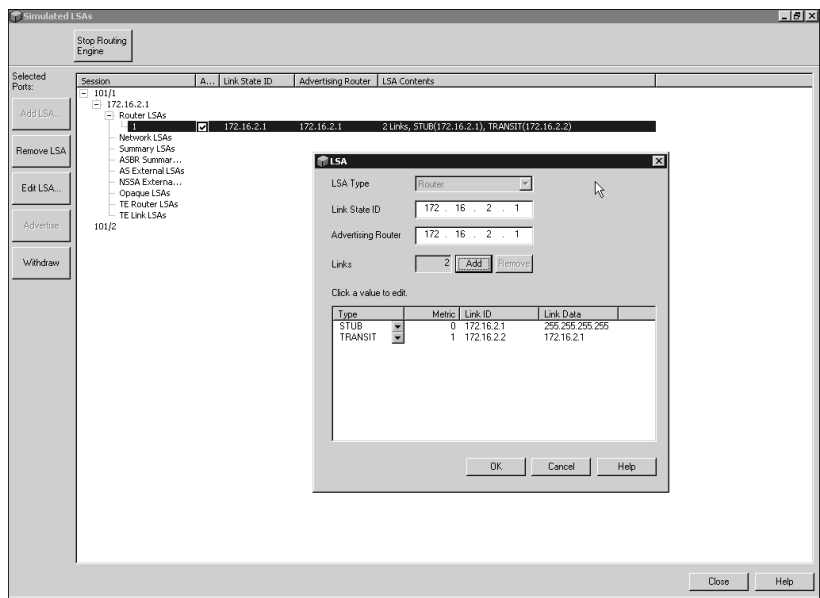 Simulated LSAs
Stop Routing
Engine
Selected
Ports:
Add LSA...
Remove LSA
Edit LSA...
Advertise
Withdraw
Session A... Link State ID Advertising Router LSA Contents
101/1
172.16.2.1
Router LSAs
1 172.16.2.1 172.16.2.1 2 Links, STUB(172.16.2.1), TRANSIT(172.16.2.2)
Network LSAs
Summary LSAs
ASBR Summar...
AS External LSAs
NSSA Externa...
Opaque LSAs
TE Router LSAs
TE Link LSAs
101/2
LSA
LSA Type Router
Link State ID 172 . 16 . 2 . 1
Advertising Router 172 . 16 . 2 . 1
Links 2 Add Remove
Click a value to edit.
Type Metric Link ID Link Data
STUB 0 172.16.2.1 255.255.255.255
TRANSIT 1 172.16.2.2 172.16.2.1
OK Cancel Help
Close Help